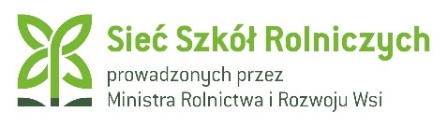 Sieć Szkół Rolniczych
prowadzonych przez
Ministra Rolnictwa i Rozwoju Wsi